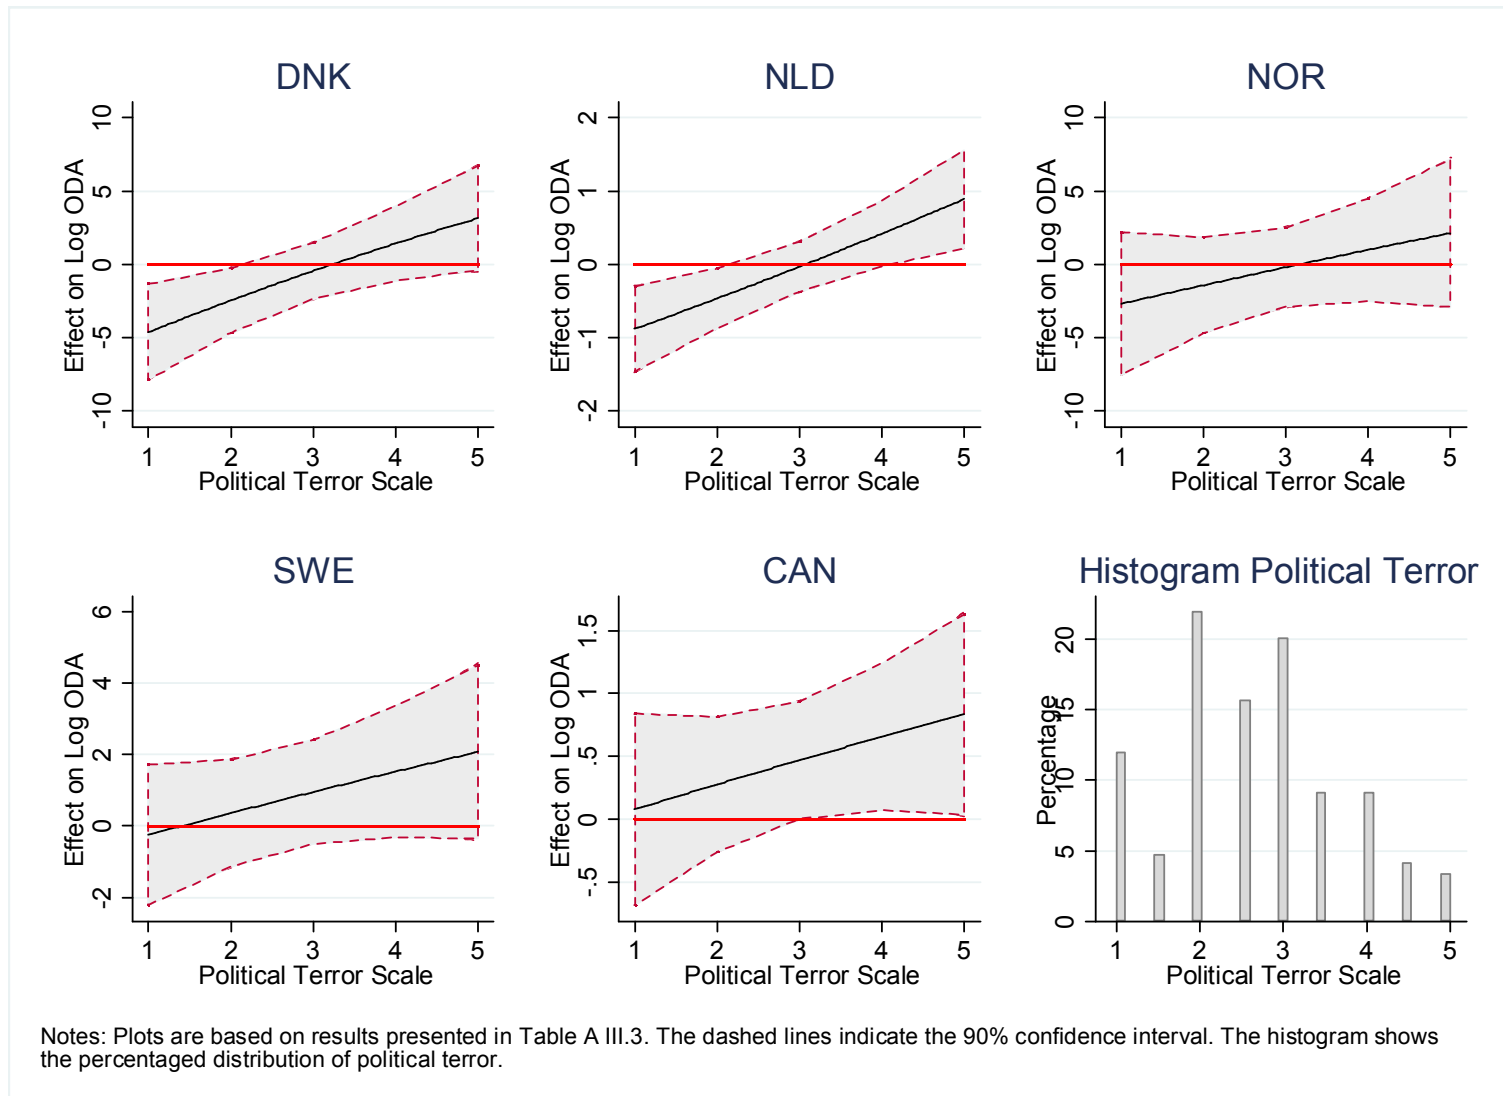 DNK
Effect on Log ODA
10
5
0
-5
-10
1 2 3 4 5
Political Terror Scale
NLD
Effect on Log ODA
2
1
0
-1
-2
1 2 3 4 5
Political Terror Scale
NOR
Effect on Log ODA
10
5
0
-5
-10
1 2 3 4 5
Political Terror Scale
SWE
Effect on Log ODA
6
4
2
0
-2
1 2 3 4 5
Political Terror Scale
CAN
Effect on Log ODA
1.5
1
.5
0
-.5
1 2 3 4 5
Political Terror Scale
Histogram Political Terror
Percentage
20
15
10
5
0
1 2 3 4 5
Political Terror Scale
Notes: Plots are based on results presented in Table A III.3. The dashed lines indicate the 90% confidence interval. The histogram shows
the percentaged distribution of political terror.